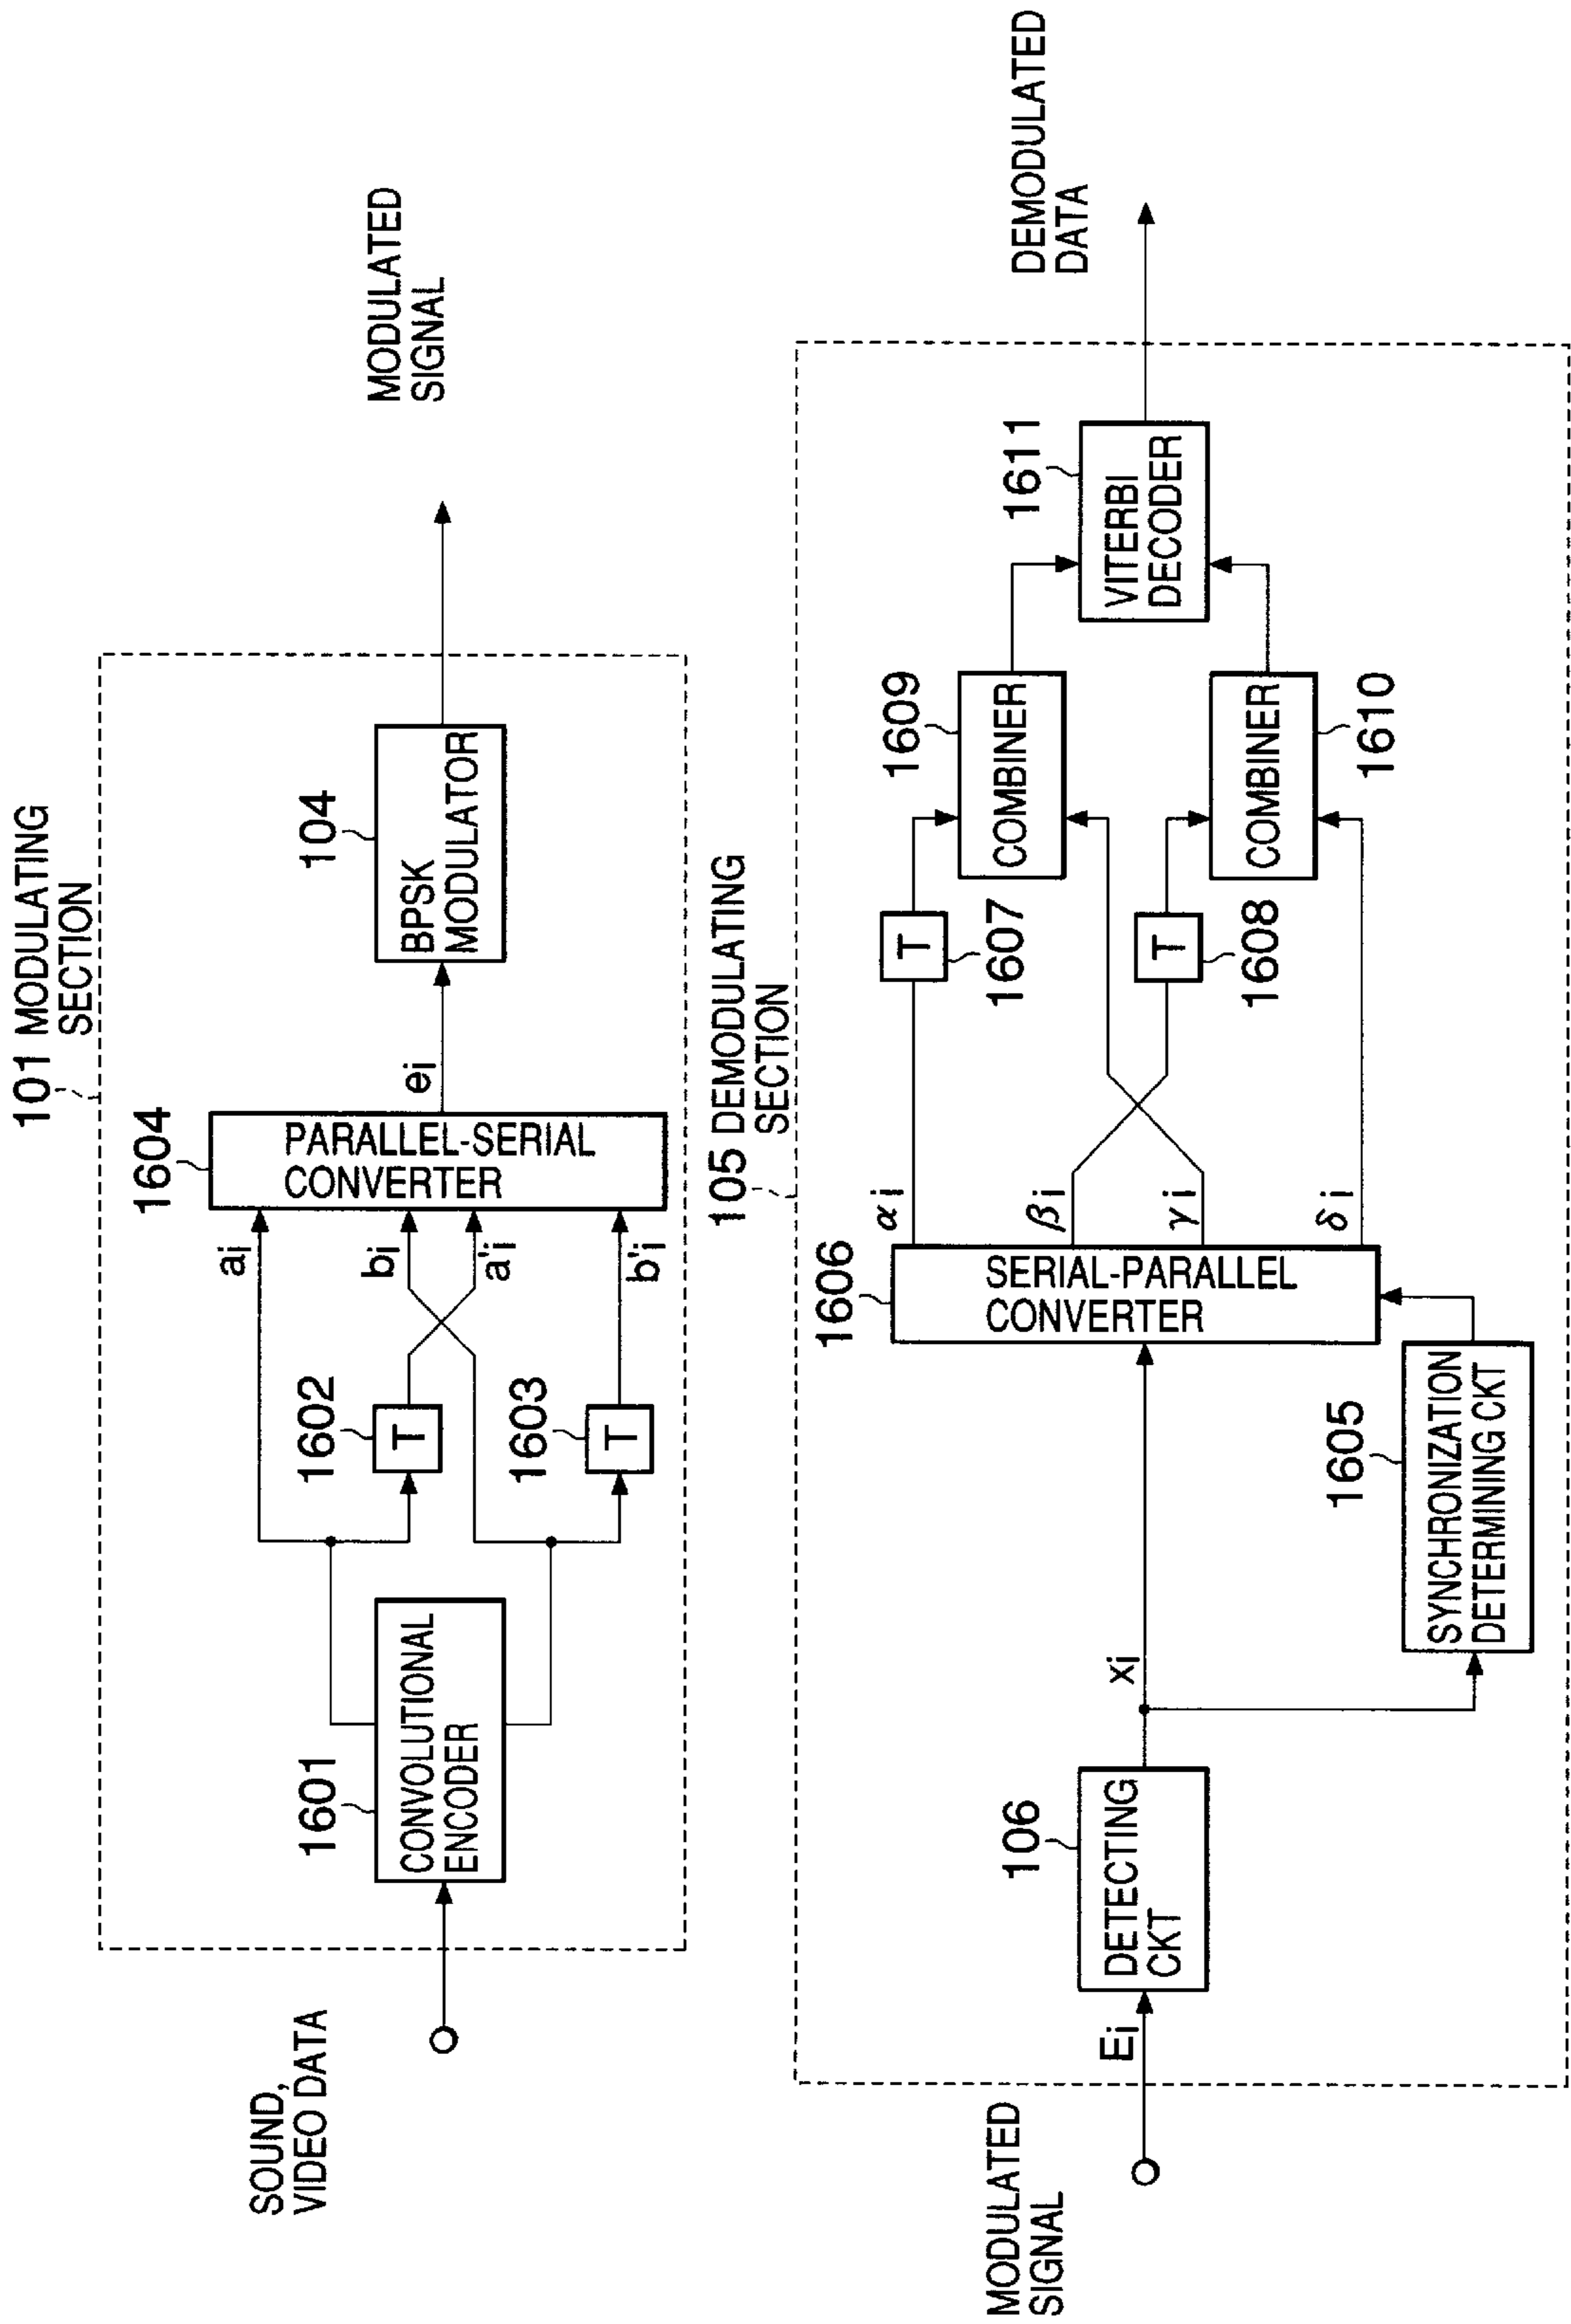 101 MODULATING
SECTION
SOUND,
VIDEO DATA
1601
CONVOLUTIONAL
ENCODER
1602
T
1603
T
ai
bi
a'i
b'i
1604
PARALLEL-SERIAL
CONVERTER
ei
104
BPSK
MODULATOR
MODULATED
SIGNAL
105 DEMODULATING
SECTION
MODULATED
SIGNAL
Ei
106
DETECTING
CKT
xi
1605
SYNCHRONIZATION
DETERMINING CKT
1606
SERIAL-PARALLEL
CONVERTER
αi
βi
γi
δi
T
1607
T
1608
1609
COMBINER
COMBINER
1610
1611
VITERBI
DECODER
DEMODULATED
DATA